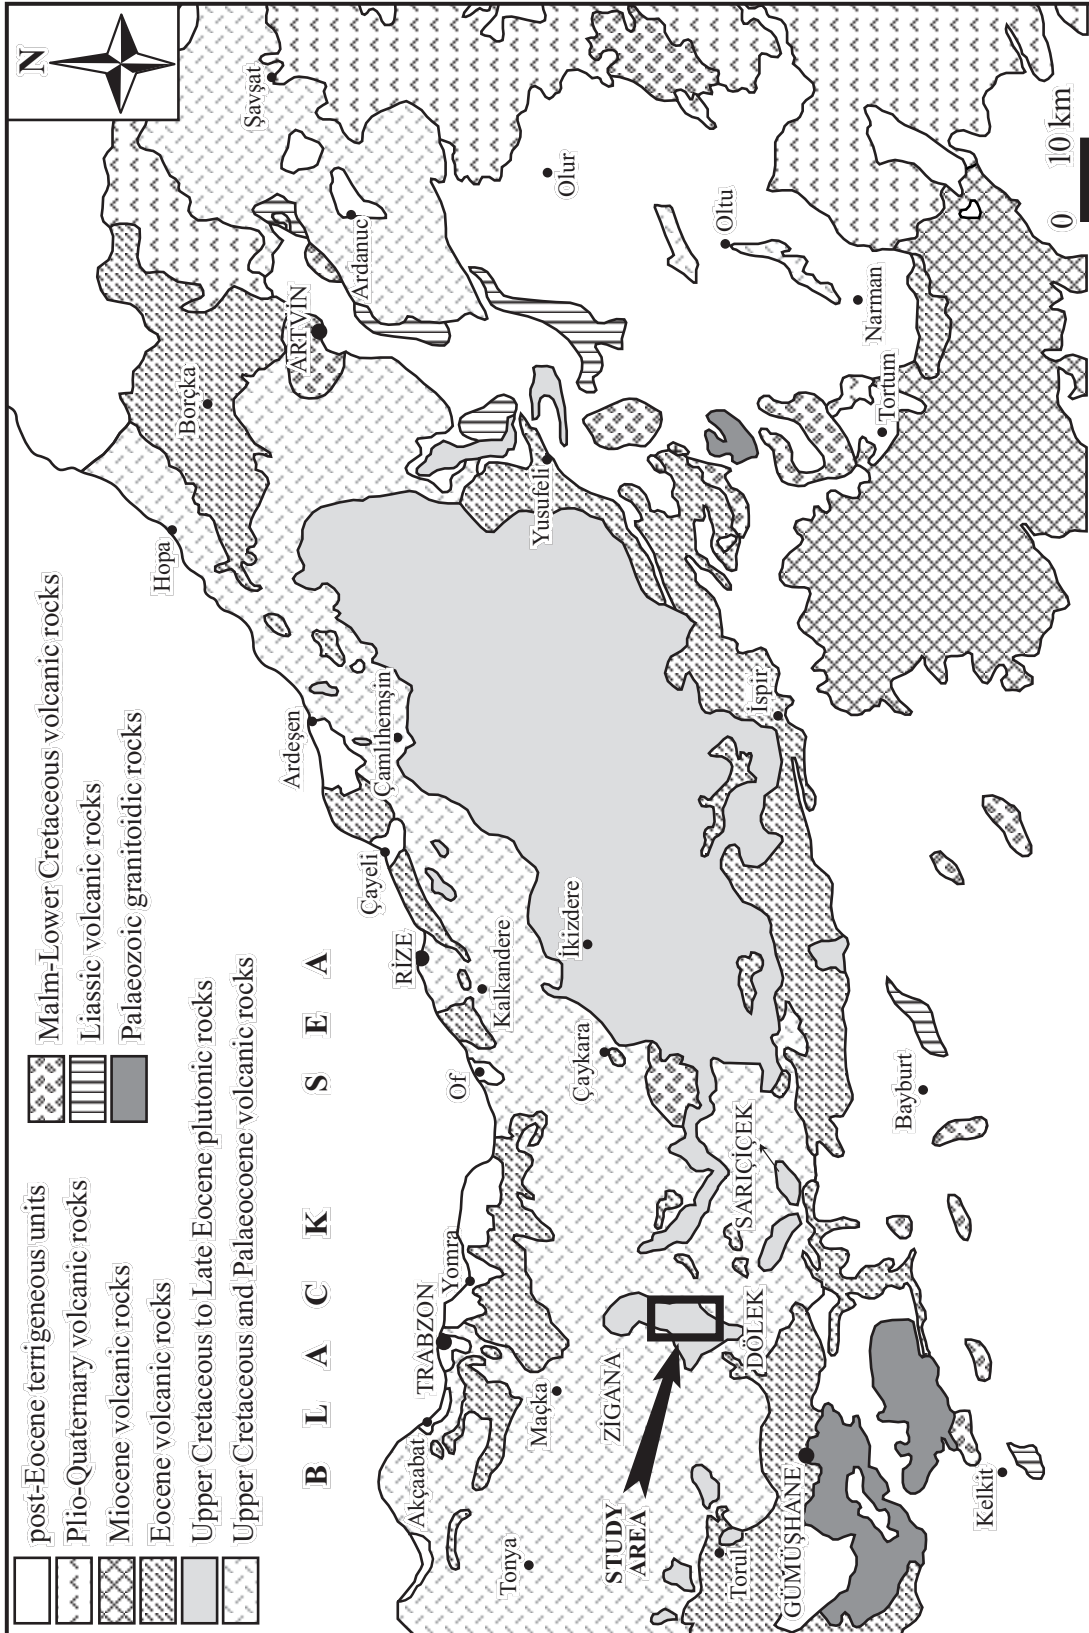 N
post-Eocene terrigeneous units
Plio-Quaternary volcanic rocks
Miocene volcanic rocks
Eocene volcanic rocks
Upper Cretaceous to Late Eocene plutonic rocks
Upper Cretaceous and Palaeocoene volcanic rocks
Malm-Lower Cretaceous volcanic rocks
Liassic volcanic rocks
Palaeozoic granitoidic rocks
B L A C K S E A
Hopa
Borçka
ARTVİN
Şavşat
Ardanuc
Ardeşen
Çamlıhemşin
Çayeli
RİZE
Kalkandere
Of
Çaykara
İkizdere
Yomra
TRABZON
Akçaabat
Maçka
Tonya
ZİGANA
STUDY
AREA
DÖLEK
SARIÇİÇEK
Torul
GÜMÜŞHANE
Kelkit
Bayburt
İspir
Yusufeli
Olur
Oltu
Narman
Tortum
0 10 km